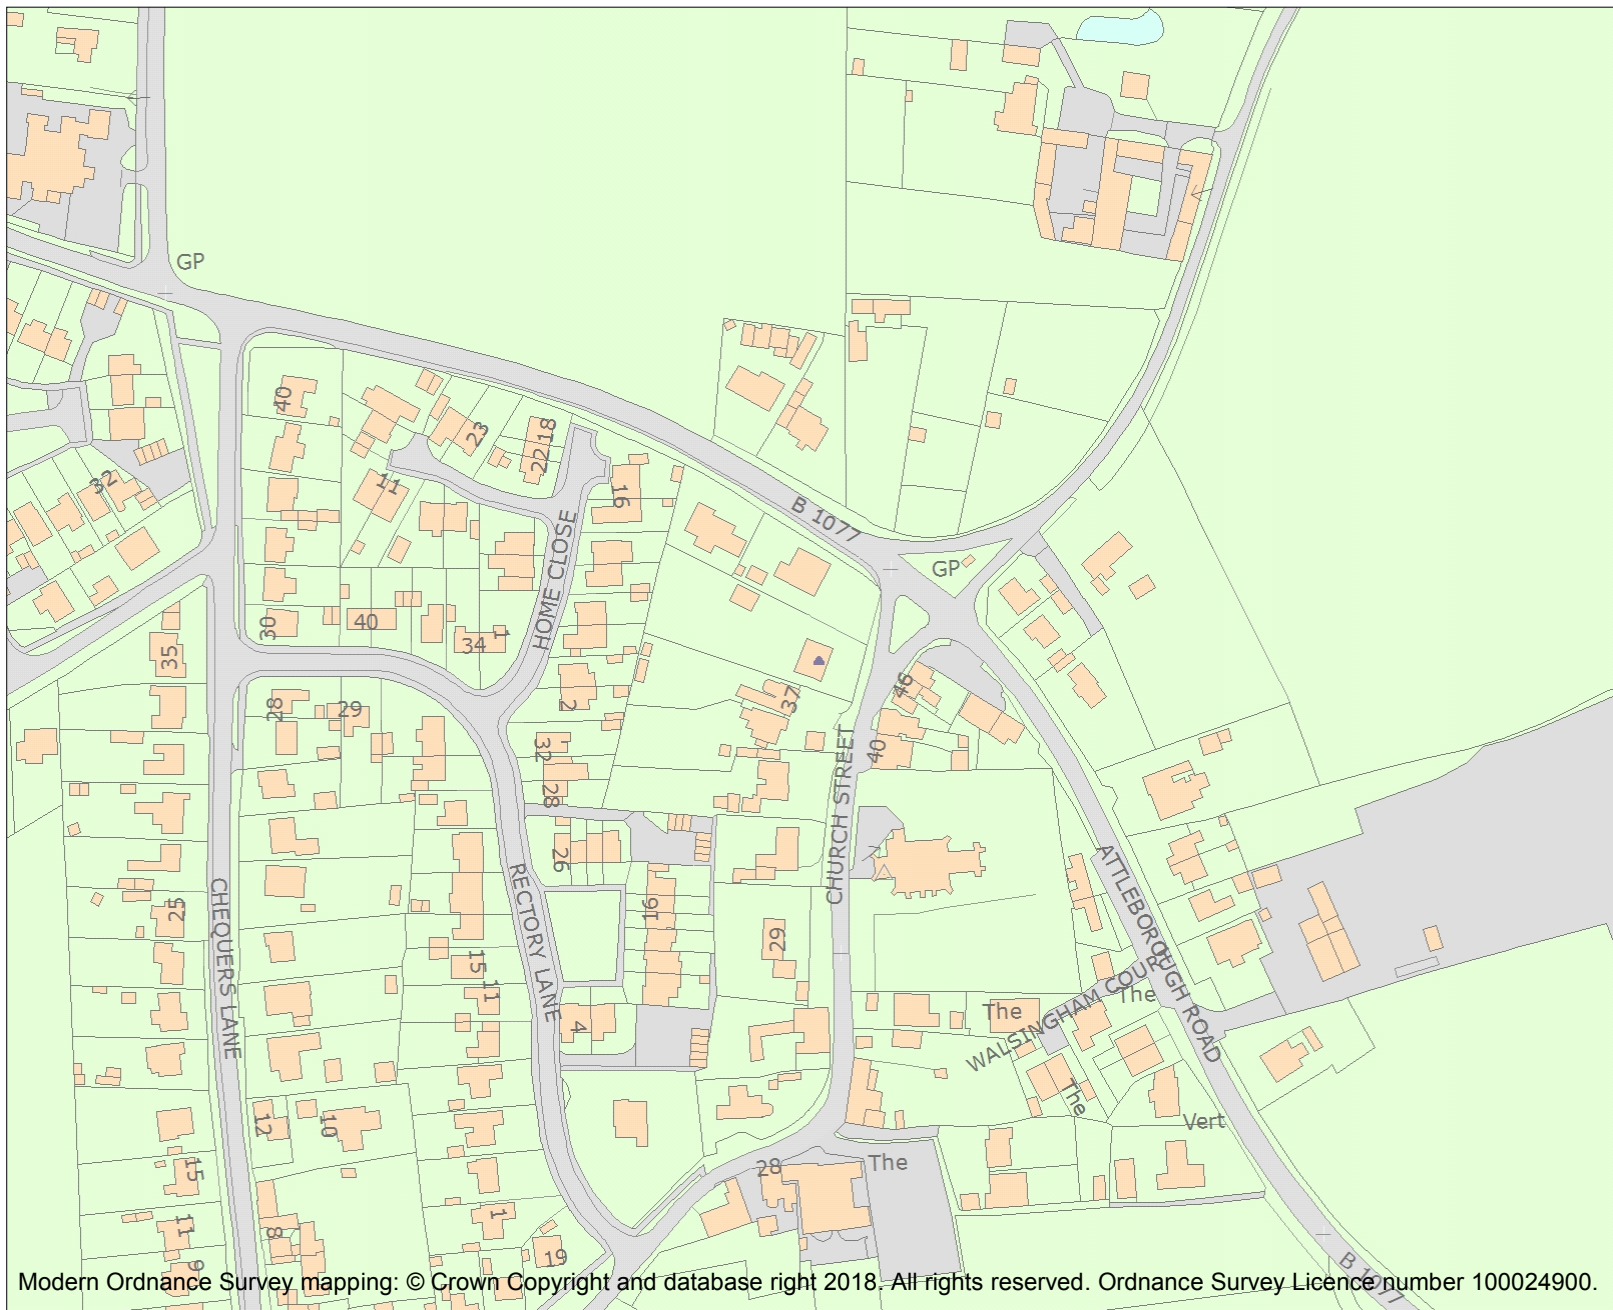 GP
40
23
18
22
11
16
32
B 1077
HOME CLOSE
GP
30
40
34
1
35
46
37
2
28
29
40
32
28
CHURCH STREET
26
ATTLEBOROUGH ROAD
RECTORY LANE
CHEQUERS LANE
25
16
29
15
11
WALSINGHAM COURT
The
The
4
The
12
10
Vert
28
The
15
11
8
1
19
9
B 1077
Modern Ordnance Survey mapping: © Crown Copyright and database right 2018. All rights reserved. Ordnance Survey Licence number 100024900.